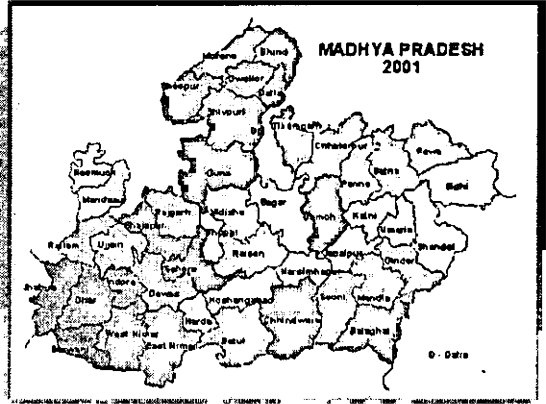 MADHYA PRADESH
2001
Morena
Bhind
Gwalior
Datia
Sheopur
Shivpuri
Tikamgarh
Chhatarpur
Rewa
Satna
Panna
Sidhi
Neemuch
Mandsaur
Guna
Rajgarh
Shajapur
Vidisha
Sagar
Damoh
Katni
Umaria
Shahdol
Ratlam
Ujjain
Bhopal
Raisen
Jabalpur
Dindori
Sehore
Narsimhapur
Jhabua
Indore
Dhar
Dewas
Hoshangabad
Seoni
Mandla
Chhindwara
Harda
West Nimar
East Nimar
Betul
Balaghat
D - Datia